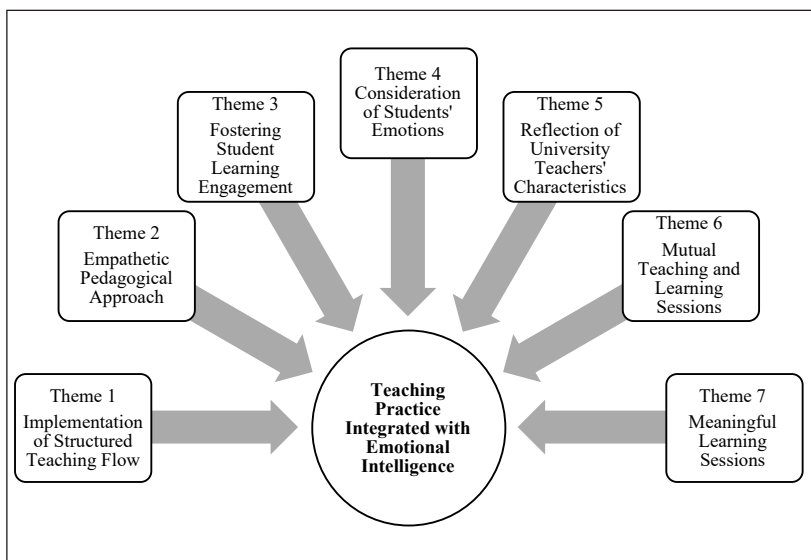 Theme 1
Implementation
of Structured
Teaching Flow
Theme 2
Empathetic
Pedagogical
Approach
Theme 3
Fostering
Student
Learning
Engagement
Theme 4
Consideration
of Students'
Emotions
Theme 5
Reflection of
University
Teachers'
Characteristics
Theme 6
Mutual
Teaching and
Learning
Sessions
Theme 7
Meaningful
Learning
Sessions
Teaching
Practice
Integrated with
Emotional
Intelligence